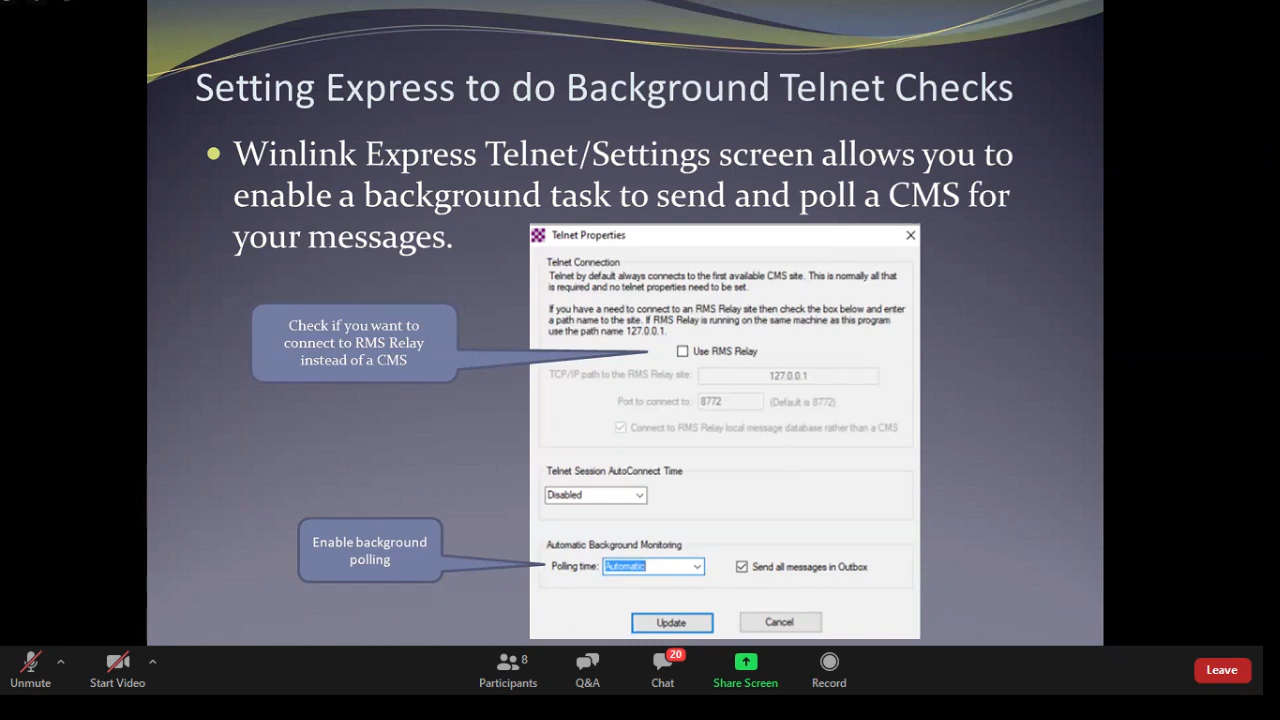 Setting Express to do Background Telnet Checks
Winlink Express Telnet/Settings screen allows you to
enable a background task to send and poll a CMS for
your messages.
Telnet Properties
Telnet Connection
Telnet by default always connects to the first available CMS site. This is normally all that
is required and no telnet properties need to be set.
If you have a need to connect to an RMS Relay site then check the box below and enter
a path name to the site. If RMS Relay is running on the same machine as this program
use the path name 127.0.0.1.
Check if you want to
connect to RMS Relay
instead of a CMS
Use RMS Relay
TCP/IP path to the RMS Relay site: 127.0.0.1
Port to connect to: 8772 (Default is 8772)
Connect to RMS Relay local message database rather than a CMS
Telnet Session AutoConnect Time
Disabled
Enable background
polling
Automatic Background Monitoring
Polling time: Automatic Send all messages in Outbox
Update Cancel
Unmute Start Video Participants 8 Q&A Chat 20 Share Screen Record Leave